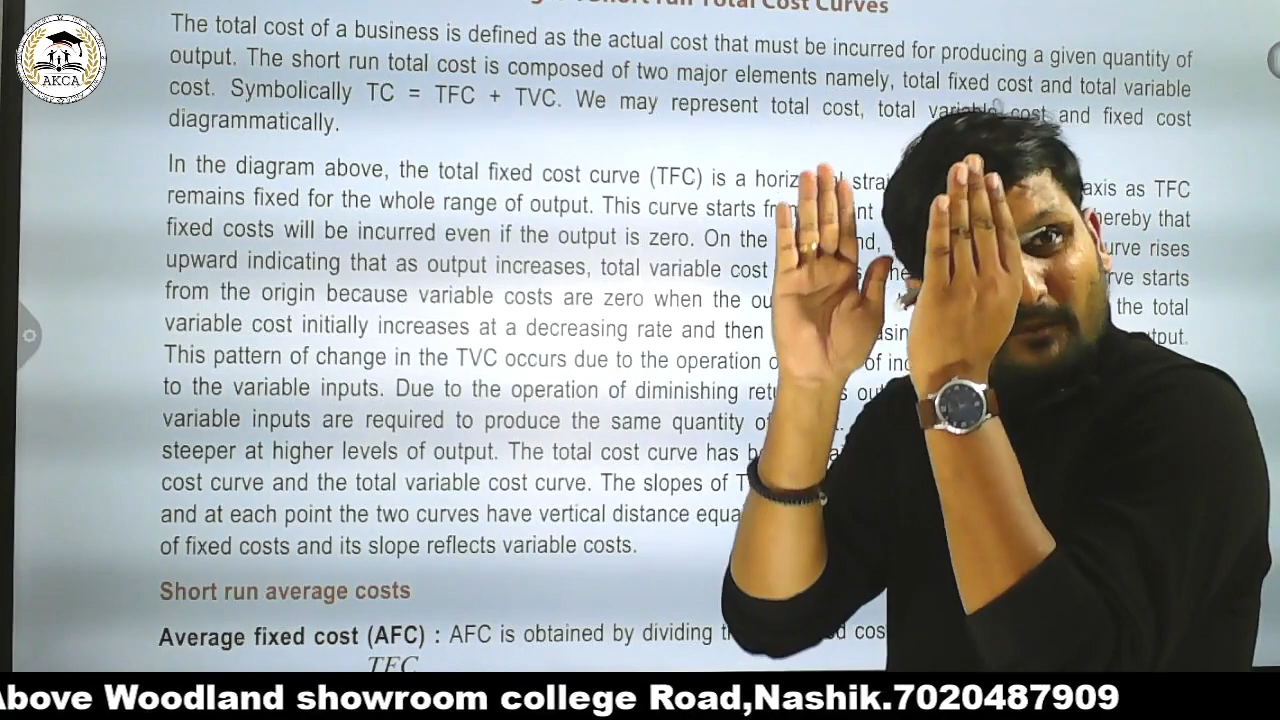 Short run Total Cost Curves
The total cost of a business is defined as the actual cost that must be incurred for producing a given quantity of
output. The short run total cost is composed of two major elements namely, total fixed cost and total variable
cost. Symbolically TC = TFC + TVC. We may represent total cost, total variable cost and fixed cost
diagrammatically.
In the diagram above, the total fixed cost curve (TFC) is a axis as TFC
remains fixed for the whole range of output. This curve starts hereby that
fixed costs will be incurred even if the output is zero. On the rises
upward indicating that as output increases, total variable cost starts
from the origin because variable costs are zero when the the total
variable cost initially increases at a decreasing rate and then
This pattern of change in the TVC occurs due to the operation of
to the variable inputs. Due to the operation of diminishing
variable inputs are required to produce the same quantity
steeper at higher levels of output. The total cost curve has
cost curve and the total variable cost curve. The slopes of
and at each point the two curves have vertical distance
of fixed costs and its slope reflects variable costs.
Short run average costs
Average fixed cost (AFC) : AFC is obtained by dividing
TFC
AKCA
Above Woodland showroom college Road,Nashik.7020487909